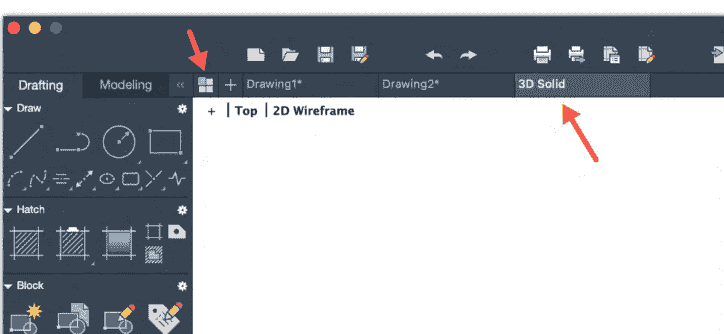 Drafting Modeling « + Drawing1* Drawing2* 3D Solid
Draw
+ | Top | 2D Wireframe
Hatch
Block